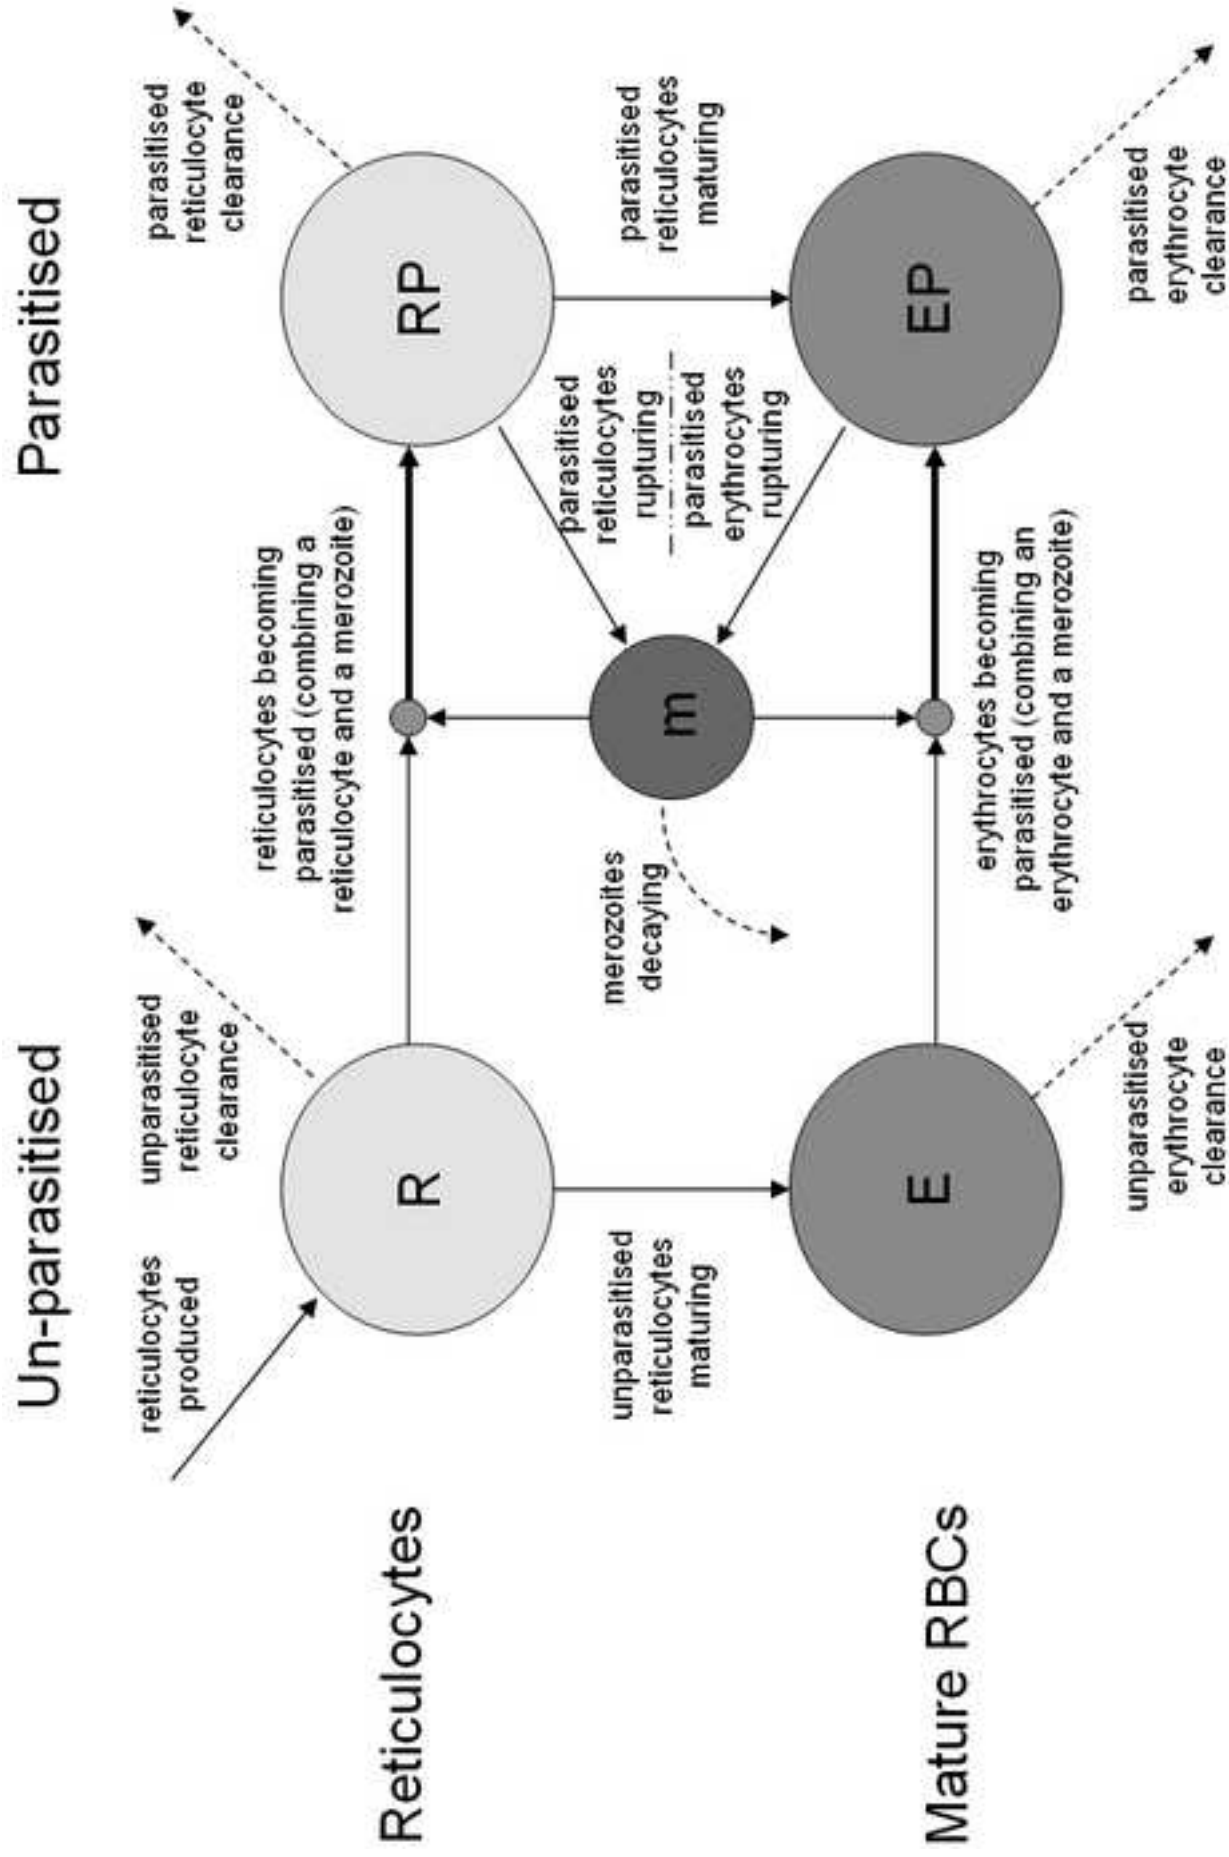 Un-parasitised
Parasitised
reticulocytes
produced
unparasitised
reticulocyte
clearance
parasitised
reticulocyte
clearance
Reticulocytes
R
reticulocytes becoming
parasitised (combining a
reticulocyte and a merozoite)
RP
unparasitised
reticulocytes
maturing
merozoites
decaying
m
parasitised
reticulocytes
rupturing
parasitised
erythrocytes
rupturing
parasitised
reticulocytes
maturing
Mature RBCs
E
erythrocytes becoming
parasitised (combining an
erythrocyte and a merozoite)
EP
unparasitised
erythrocyte
clearance
parasitised
erythrocyte
clearance